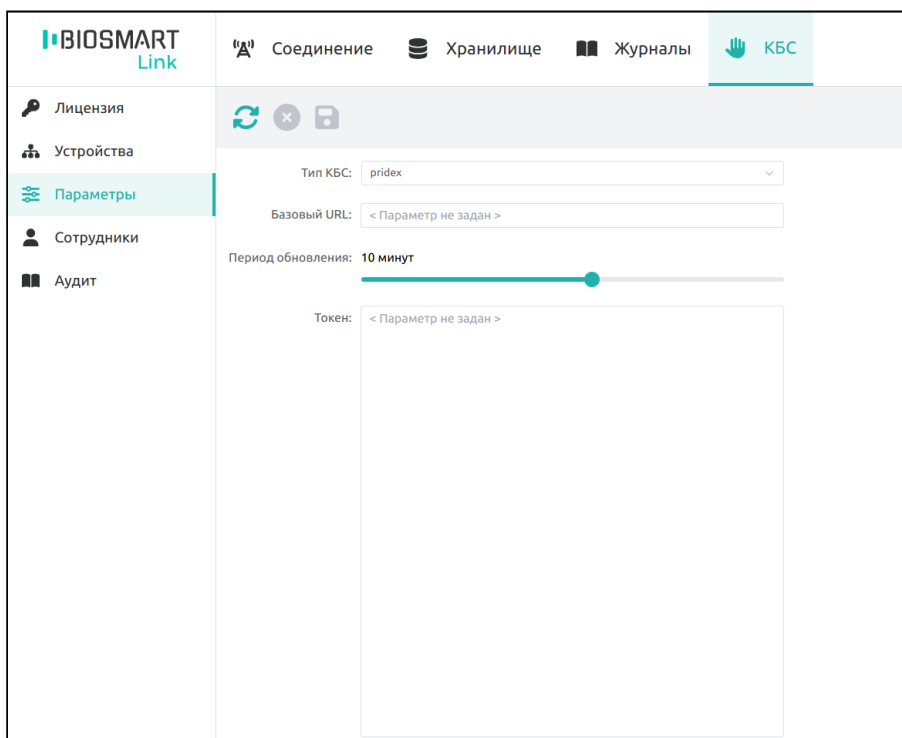 BIOSMART
Link
Соединение Хранилище Журналы КБС
Лицензия
Устройства
Параметры
Сотрудники
Аудит
Тип КБС: pridex
Базовый URL: < Параметр не задан >
Период обновления: 10 минут
Токен: < Параметр не задан >